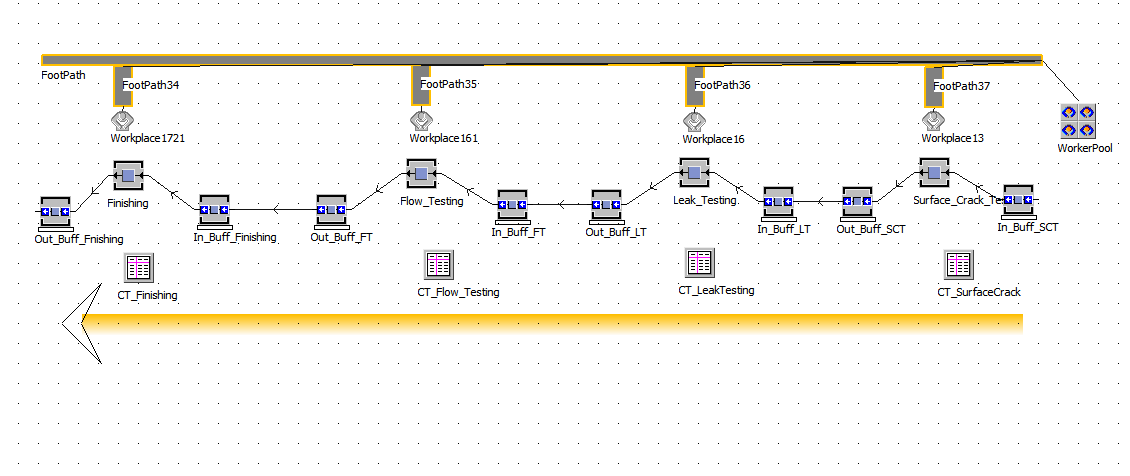 FootPath
FootPath34
FootPath35
FootPath36
FootPath37
Workplace1721
Workplace161
Workplace16
Workplace13
WorkerPool
Finishing
Flow_Testing
Leak_Testing
Surface_Crack_Te
Out_Buff_Fnishing
In_Buff_Finishing
Out_Buff_FT
In_Buff_FT
Out_Buff_LT
In_Buff_LT
Out_Buff_SCT
In_Buff_SCT
CT_Finishing
CT_Flow_Testing
CT_LeakTesting
CT_SurfaceCrack